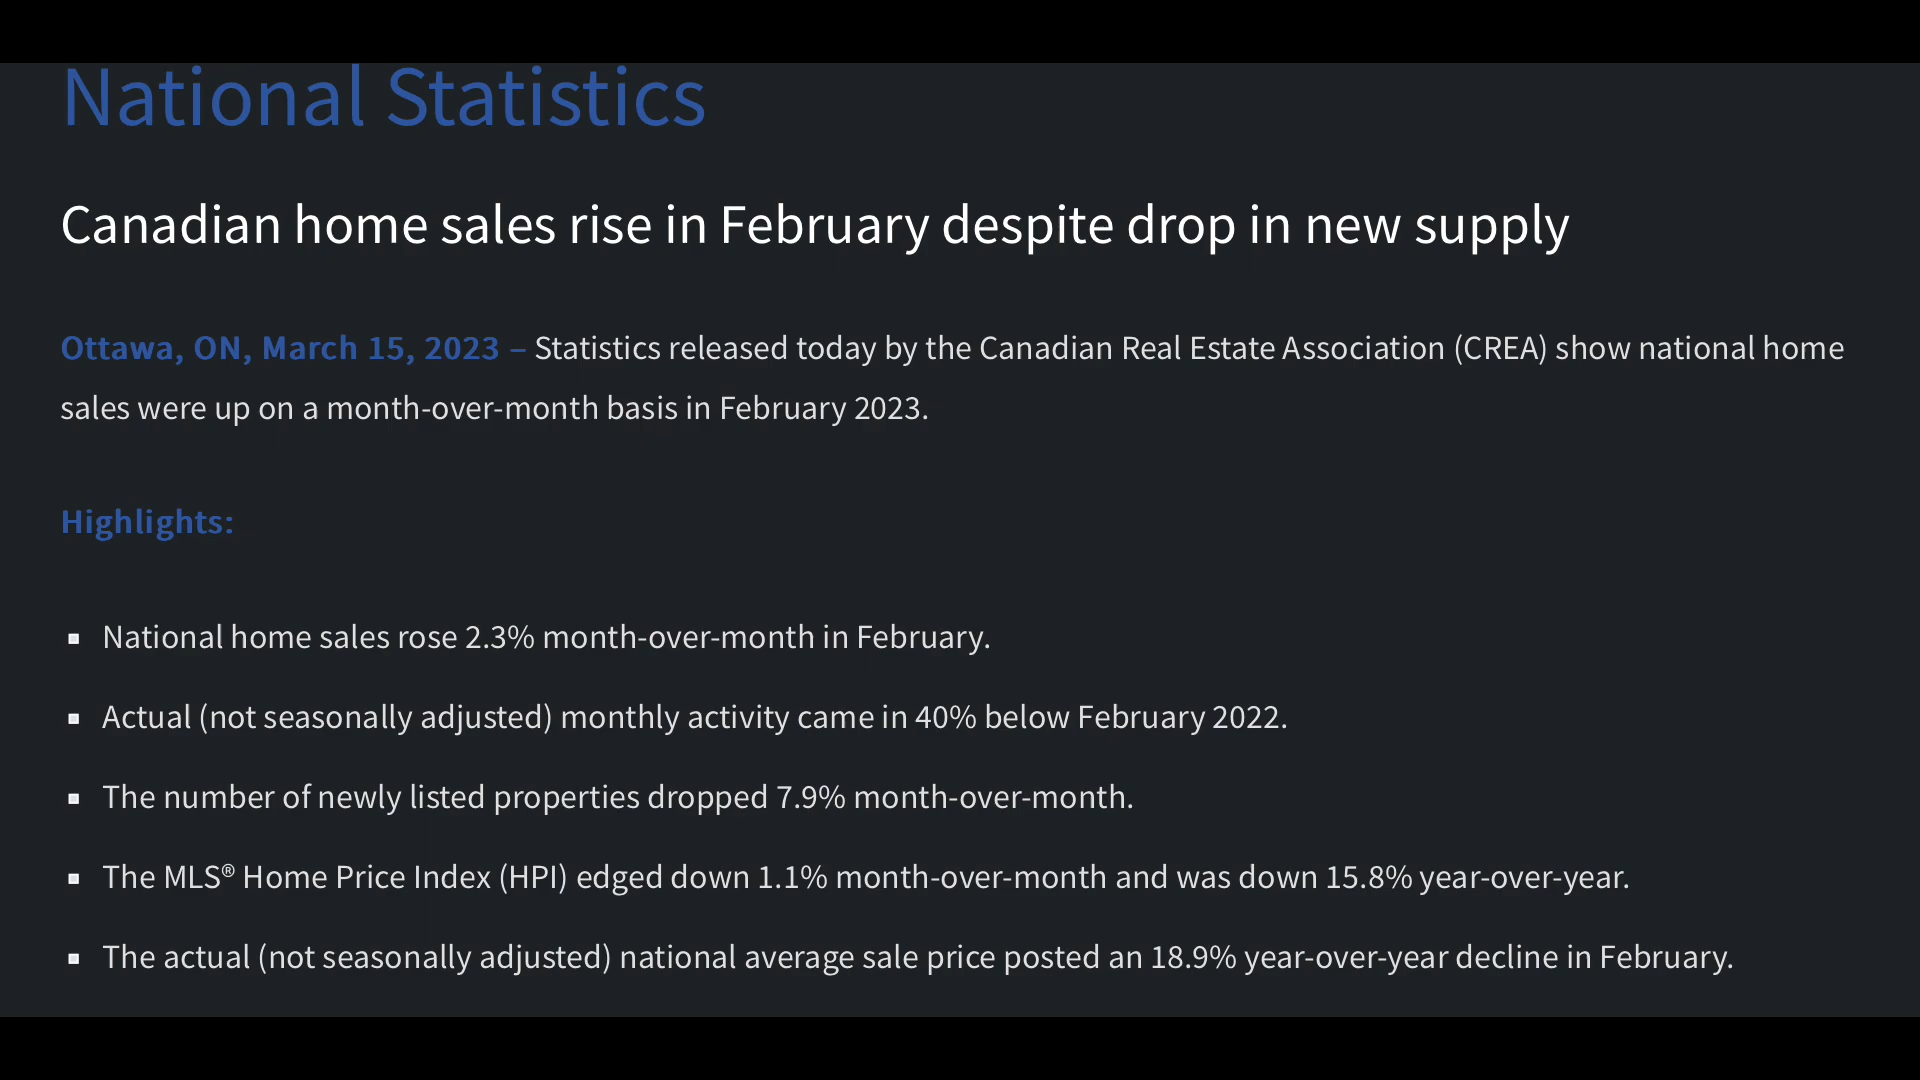 National Statistics
Canadian home sales rise in February despite drop in new supply
Ottawa, ON, March 15, 2023 – Statistics released today by the Canadian Real Estate Association (CREA) show national home
sales were up on a month-over-month basis in February 2023.
Highlights:
National home sales rose 2.3% month-over-month in February.
Actual (not seasonally adjusted) monthly activity came in 40% below February 2022.
The number of newly listed properties dropped 7.9% month-over-month.
The MLS® Home Price Index (HPI) edged down 1.1% month-over-month and was down 15.8% year-over-year.
The actual (not seasonally adjusted) national average sale price posted an 18.9% year-over-year decline in February.